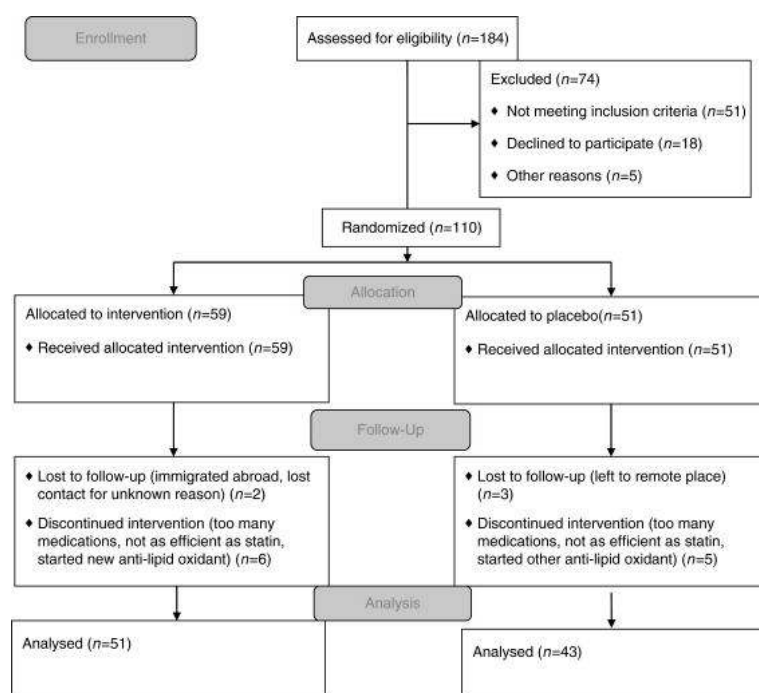 Enrollment
Assessed for eligibility (n=184)
Excluded (n=74)
♦ Not meeting inclusion criteria (n=51)
♦ Declined to participate (n=18)
♦ Other reasons (n=5)
Randomized (n=110)
Allocation
Allocated to intervention (n=59)
♦ Received allocated intervention (n=59)
Allocated to placebo(n=51)
♦ Received allocated intervention (n=51)
Follow-Up
♦ Lost to follow-up (immigrated abroad, lost
contact for unknown reason) (n=2)
♦ Discontinued intervention (too many
medications, not as efficient as statin,
started new anti-lipid oxidant) (n=6)
♦ Lost to follow-up (left to remote place)
(n=3)
♦ Discontinued intervention (too many
medications, not as efficient as statin,
started other anti-lipid oxidant) (n=5)
Analysis
Analysed (n=51)
Analysed (n=43)